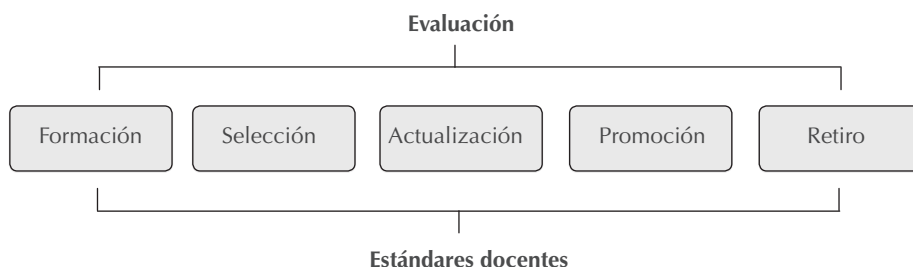 Evaluación
Formación Selección Actualización Promoción Retiro
Estándares docentes